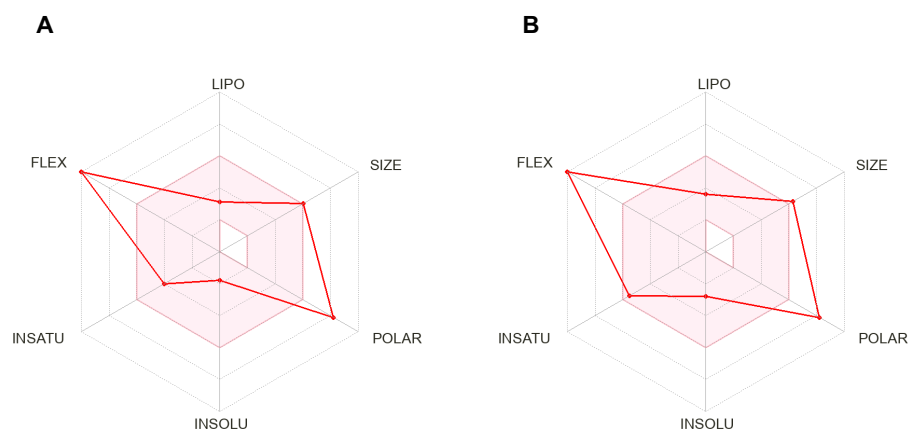 A
LIPO
FLEX
SIZE
INSATU
POLAR
INSOLU
B
LIPO
FLEX
SIZE
INSATU
POLAR
INSOLU